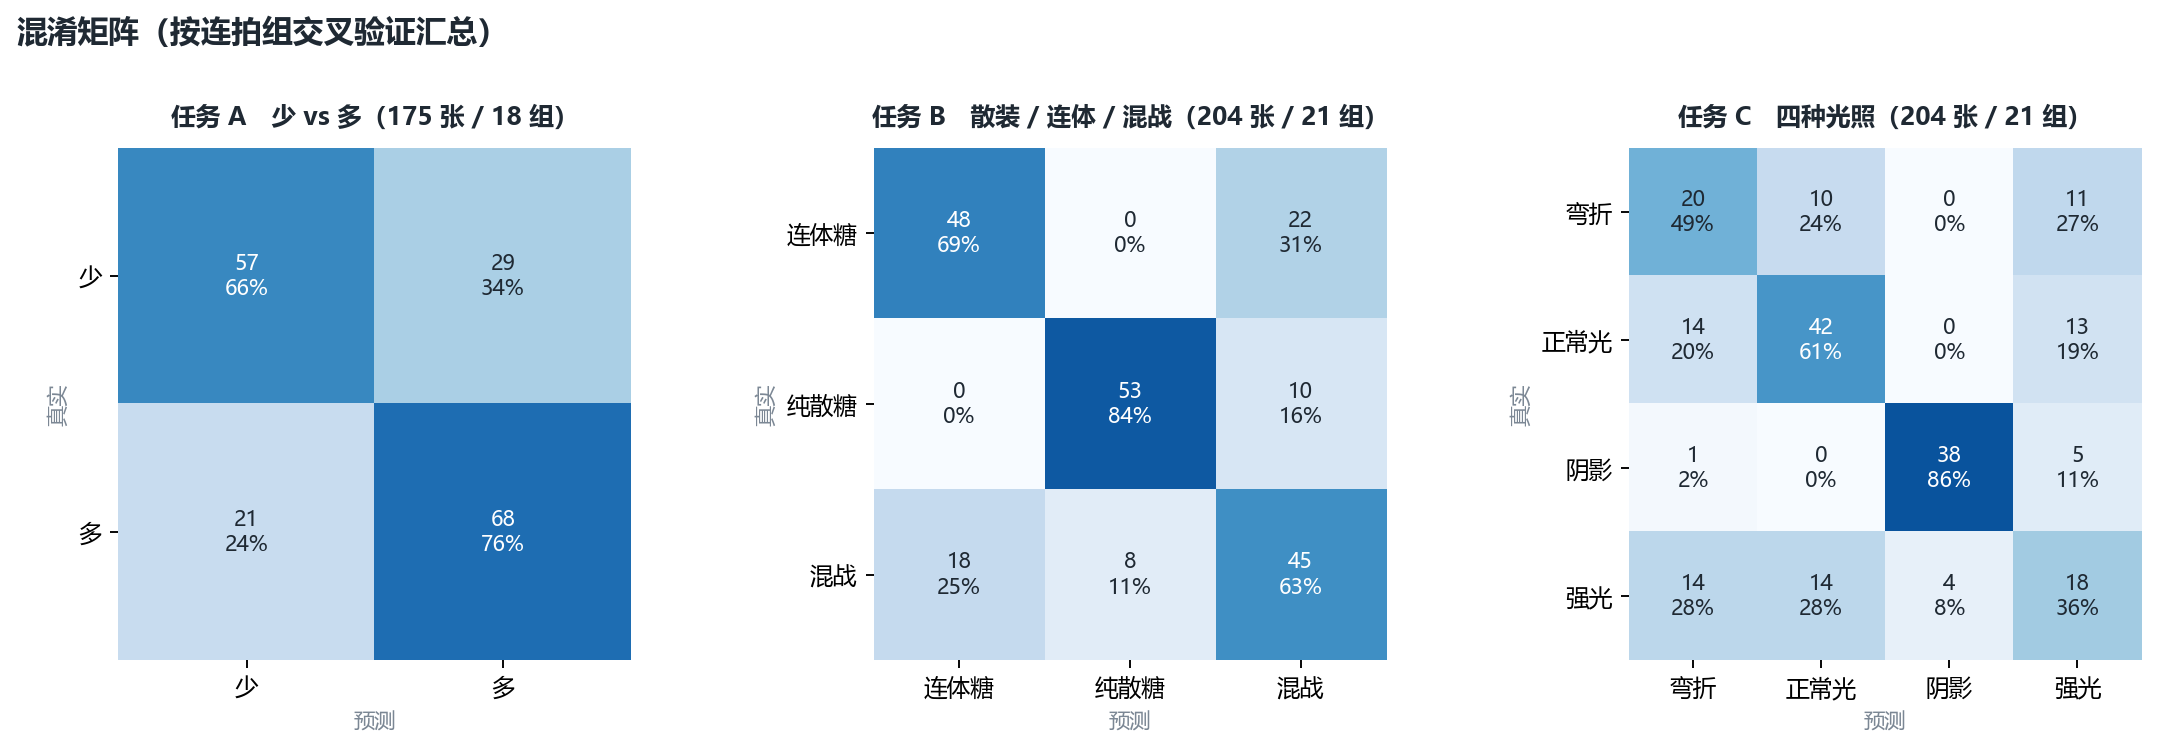 混淆矩阵（按连拍组交叉验证汇总）
任务 A　少 vs 多（175 张 / 18 组）
真实
少
57
66%
29
34%
多
21
24%
68
76%
少
多
预测
任务 B　散装 / 连体 / 混战（204 张 / 21 组）
真实
连体糖
48
69%
0
0%
22
31%
纯散糖
0
0%
53
84%
10
16%
混战
18
25%
8
11%
45
63%
连体糖
纯散糖
混战
预测
任务 C　四种光照（204 张 / 21 组）
真实
弯折
20
49%
10
24%
0
0%
11
27%
正常光
14
20%
42
61%
0
0%
13
19%
阴影
1
2%
0
0%
38
86%
5
11%
强光
14
28%
14
28%
4
8%
18
36%
弯折
正常光
阴影
强光
预测